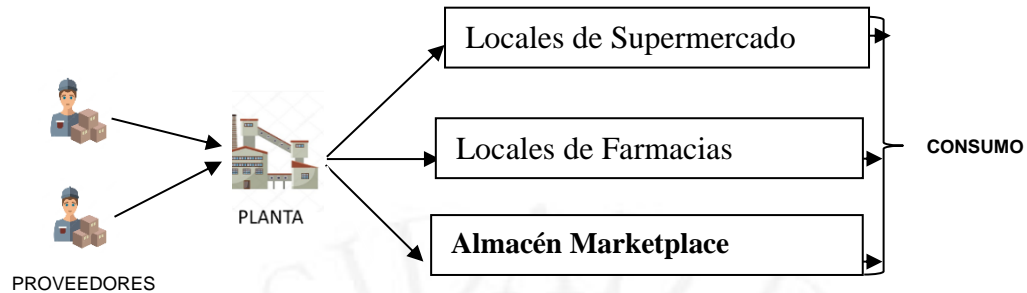 Locales de Supermercado
Locales de Farmacias
CONSUMO
PLANTA
Almacén Marketplace
PROVEEDORES